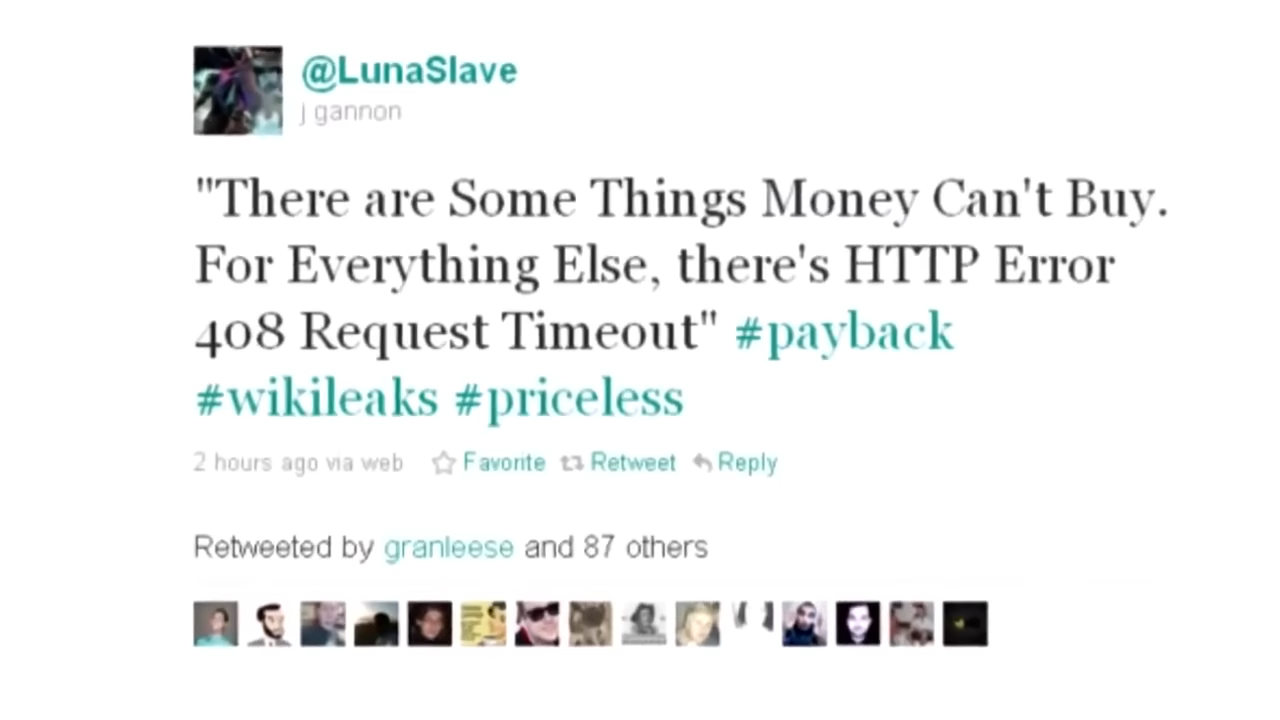 @LunaSlave
j gannon
"There are Some Things Money Can't Buy.
For Everything Else, there's HTTP Error
408 Request Timeout" #payback
#wikileaks #priceless
2 hours ago via web Favorite Retweet Reply
Retweeted by granleese and 87 others